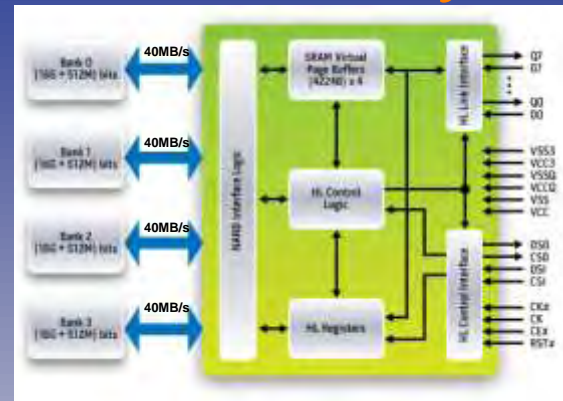 Bank 0
(16G + 512M) bits
40MB/s
Bank 1
(16G + 512M) bits
40MB/s
Bank 2
(16G + 512M) bits
40MB/s
Bank 3
(16G + 512M) bits
40MB/s
NAND Interface Logic
SRAM Virtual
Page Buffers
(4224B) x 4
HL Control
Logic
HL Registers
HL Link Interface
HL Control Interface
Q7
D7
Q0
D0
VSS3
VCC3
VSSQ
VCCQ
VSS
VCC
DSO
CSO
DSI
CSI
CK#
CK
CE#
RST#